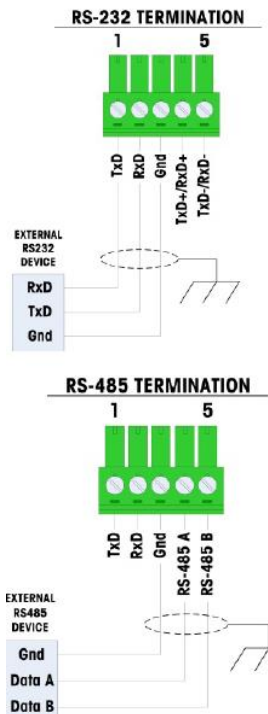 RS-232 TERMINATION
1 5
TxD
RxD
Gnd
TxD+/RxD+
TxD-/RxD-
EXTERNAL
RS232
DEVICE
RxD
TxD
Gnd
RS-485 TERMINATION
1 5
TxD
RxD
Gnd
RS-485 A
RS-485 B
EXTERNAL
RS485
DEVICE
Gnd
Data A
Data B